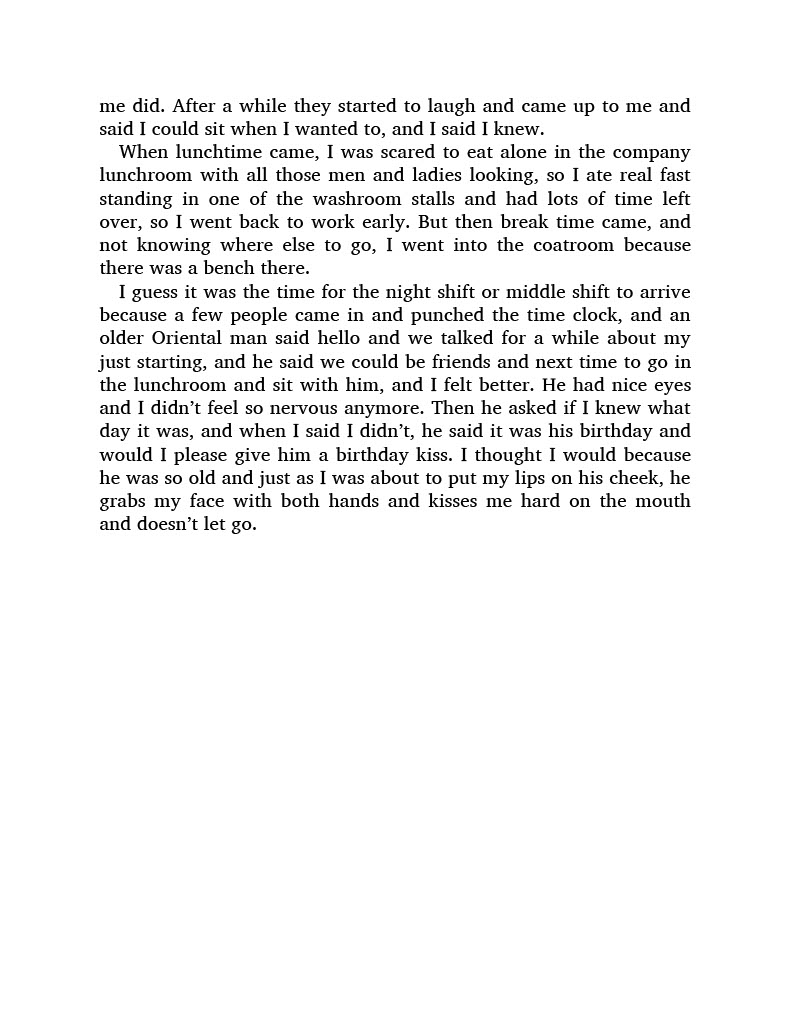 me did. After a while they started to laugh and came up to me and
said I could sit when I wanted to, and I said I knew.
When lunchtime came, I was scared to eat alone in the company
lunchroom with all those men and ladies looking, so I ate real fast
standing in one of the washroom stalls and had lots of time left
over, so I went back to work early. But then break time came, and
not knowing where else to go, I went into the coatroom because
there was a bench there.
I guess it was the time for the night shift or middle shift to arrive
because a few people came in and punched the time clock, and an
older Oriental man said hello and we talked for a while about my
just starting, and he said we could be friends and next time to go in
the lunchroom and sit with him, and I felt better. He had nice eyes
and I didn’t feel so nervous anymore. Then he asked if I knew what
day it was, and when I said I didn’t, he said it was his birthday and
would I please give him a birthday kiss. I thought I would because
he was so old and just as I was about to put my lips on his cheek, he
grabs my face with both hands and kisses me hard on the mouth
and doesn’t let go.